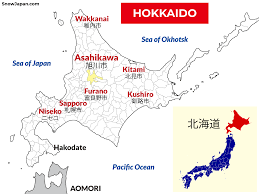 SnowJapan.com
HOKKAIDO
Wakkanai
稚内市
Sea of Okhotsk
Sea of Japan
Asahikawa
旭川市
Kitami
北見市
Furano
富良野市
Kushiro
釧路市
Sapporo
札幌市
Niseko
ニセコ
北海道
Hakodate
Pacific Ocean
AOMORI